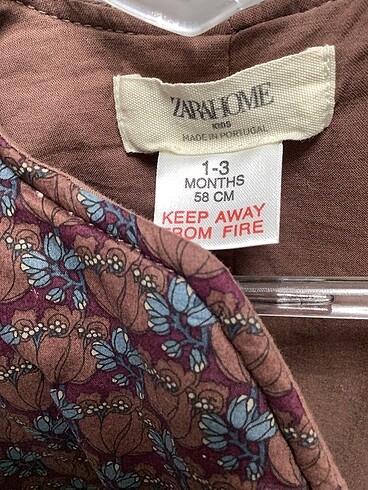 ZARAHOME
KIDS
MADE IN PORTUGAL
1-3
MONTHS
58 CM
KEEP AWAY
FROM FIRE